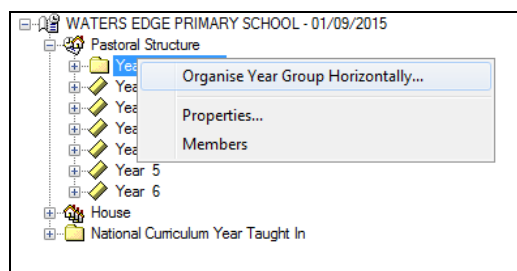 WATERS EDGE PRIMARY SCHOOL - 01/09/2015
Pastoral Structure
Organise Year Group Horizontally...
Properties...
Members
Year 5
Year 6
House
National Curriculum Year Taught In